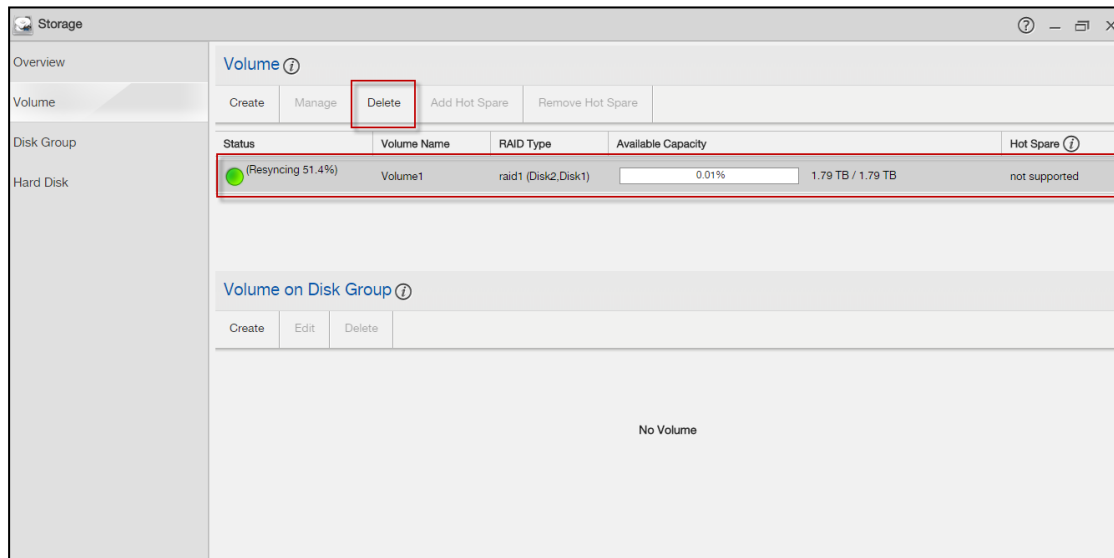 Storage
Overview
Volume
Disk Group
Hard Disk
Volume
Create Manage Delete Add Hot Spare Remove Hot Spare
Status Volume Name RAID Type Available Capacity Hot Spare
(Resyncing 51.4%) Volume1 raid1 (Disk2,Disk1) 0.01% 1.79 TB / 1.79 TB not supported
Volume on Disk Group
Create Edit Delete
No Volume